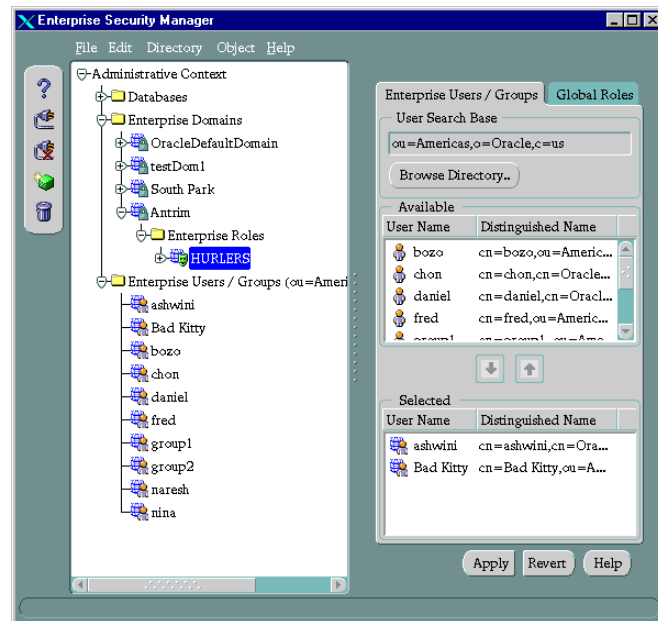 Enterprise Security Manager
File Edit Directory Object Help
Administrative Context
Databases
Enterprise Domains
OracleDefaultDomain
testDom1
South Park
Antrim
Enterprise Roles
HURLERS
Enterprise Users / Groups (ou=Ameri
ashwini
Bad Kitty
bozo
chon
daniel
fred
group1
group2
naresh
nina
Enterprise Users / Groups Global Roles
User Search Base
ou=Americas,o=Oracle,c=us
Browse Directory..
Available
User Name Distinguished Name
bozo cn=bozo,ou=Americ...
chon cn=chon,cn=Oracle...
daniel cn=daniel,cn=Oracl...
fred cn=fred,ou=Americ...
group1 cn=group1,ou=Ame...
Selected
User Name Distinguished Name
ashwini cn=ashwini,cn=Ora...
Bad Kitty cn=Bad Kitty,ou=A...
Apply Revert Help